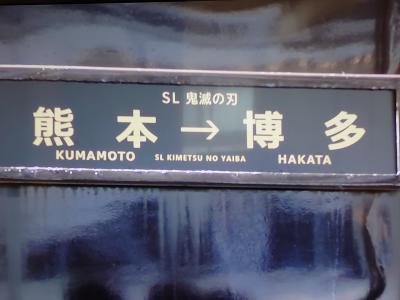 SL 鬼滅の刃
熊本 → 博多
KUMAMOTO SL KIMETSU NO YAIBA HAKATA